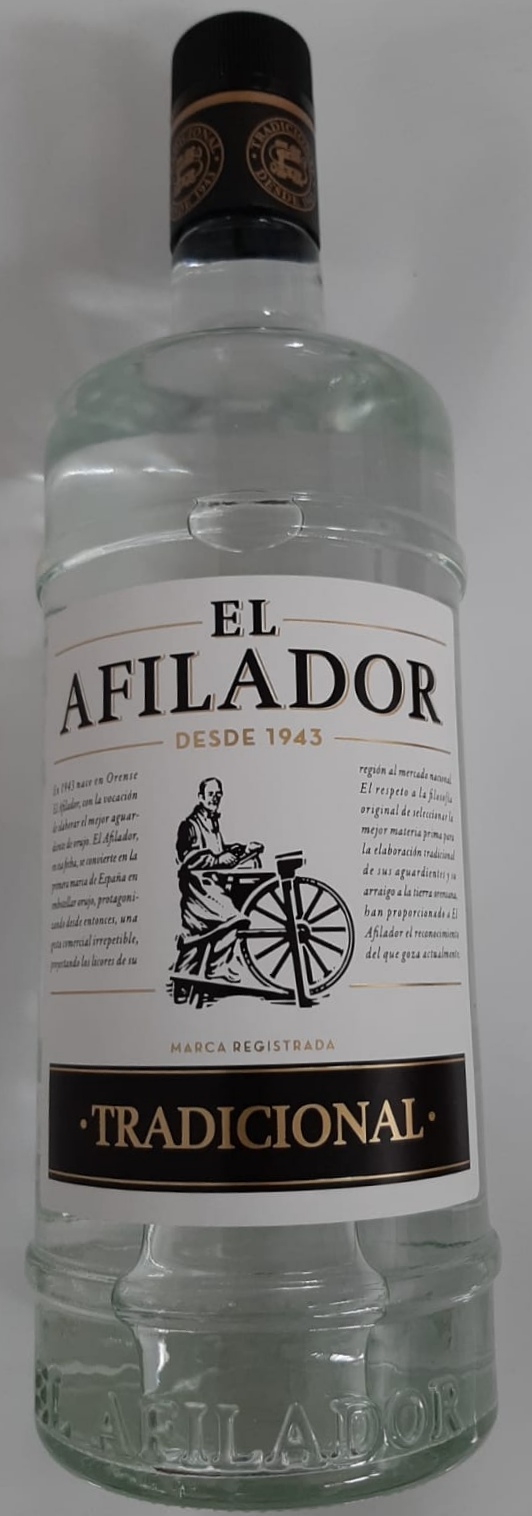 TRADICIONAL
DESDE 1943
TRADICIONAL
DESDE
EL
AFILADOR
DESDE 1943
En 1943 nace en Orense
El Afilador, con la vocación
de elaborar el mejor aguar-
diente de orujo. El Afilador,
en esa fecha, se convierte en la
primera marca de España en
embotellar orujo, protagoni-
zando desde entonces, una
gesta comercial irrepetible,
proyectando los licores de su
región al mercado nacional.
El respeto a la filosofía
original de seleccionar la
mejor materia prima para
la elaboración tradicional
de sus aguardientes y su
arraigo a la tierra orensana,
han proporcionado a El
Afilador el reconocimiento
del que goza actualmente.
MARCA REGISTRADA
·TRADICIONAL·
EL AFILADOR